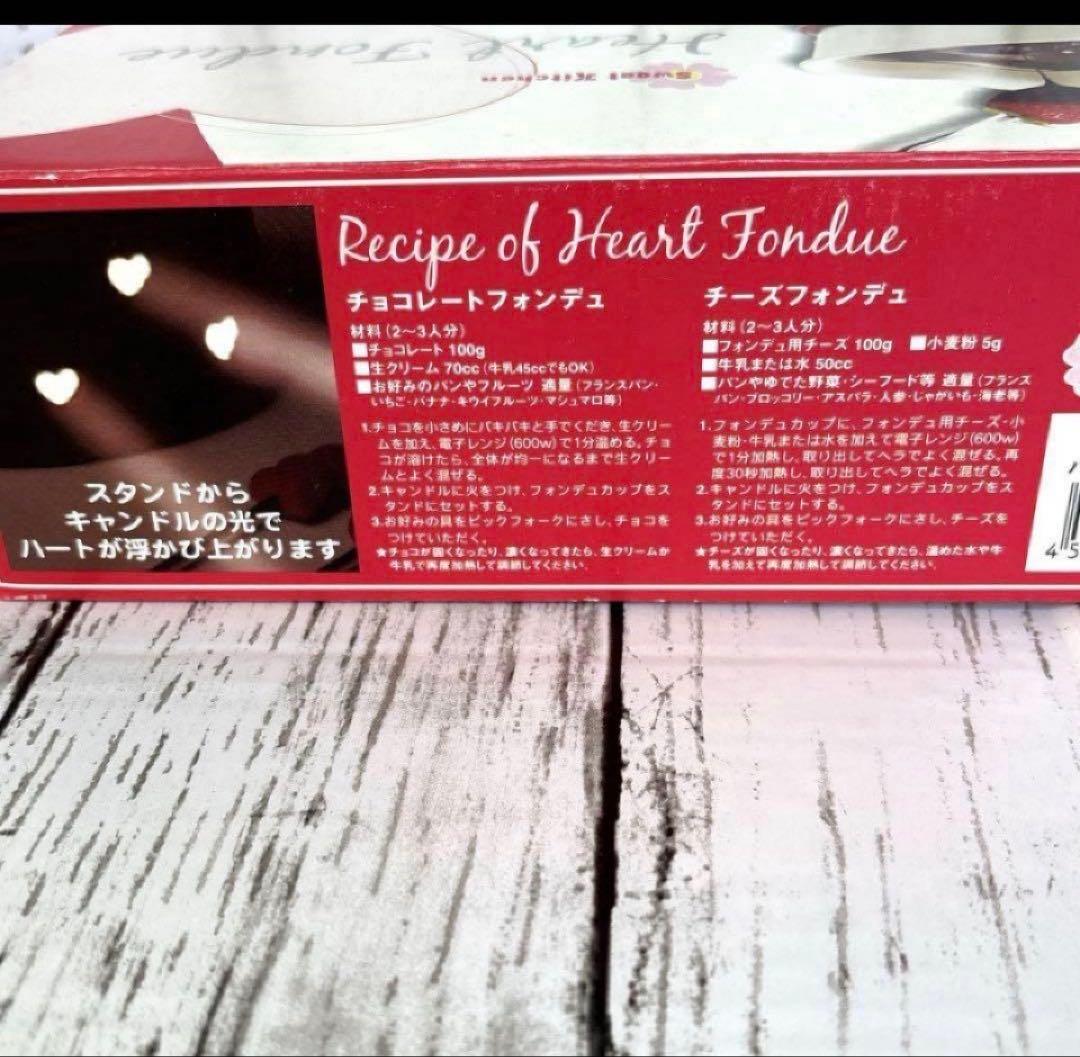 Heart Fondue
Sweet Kitchen
Recipe of Heart Fondue
チョコレートフォンデュ
材料(2〜3人分)
■チョコレート 100g
■生クリーム 70cc(牛乳45ccでもOK)
■お好みのパンやフルーツ 適量(フランスパン・
いちご・バナナ・キウイフルーツ・マシュマロ等)
1.チョコを小さめにバキバキと手でくだき、生クリー
ムを加え、電子レンジ(600w)で1分温める。チョ
コが溶けたら、全体が均一になるまで生クリー
ムとよく混ぜる。
2.キャンドルに火をつけ、フォンデュカップをス
タンドにセットする。
3.お好みの具をピックフォークにさし、チョコを
つけていただく。
★チョコが固くなったり、濃くなってきたら、生クリームか
牛乳で再度加熱して調節してください。
チーズフォンデュ
材料(2〜3人分)
■フォンデュ用チーズ 100g ■小麦粉 5g
■牛乳または水 50cc
■パンやゆでた野菜・シーフード等 適量(フランス
パン・ブロッコリー・アスパラ・人参・じゃがいも・海老等)
1.フォンデュカップに、フォンデュ用チーズ・小
麦粉・牛乳または水を加えて電子レンジ(600w)
で1分加熱し、取り出してヘラでよく混ぜる。再
度30秒加熱し、取り出してヘラでよく混ぜる。
2.キャンドルに火をつけ、フォンデュカップをス
タンドにセットする。
3.お好みの具をピックフォークにさし、チーズを
つけていただく。
★チーズが固くなったり、濃くなってきたら、温めた水や牛
乳を加えて再度加熱して調節してください。
スタンドから
キャンドルの光で
ハートが浮かび上がります
4 5